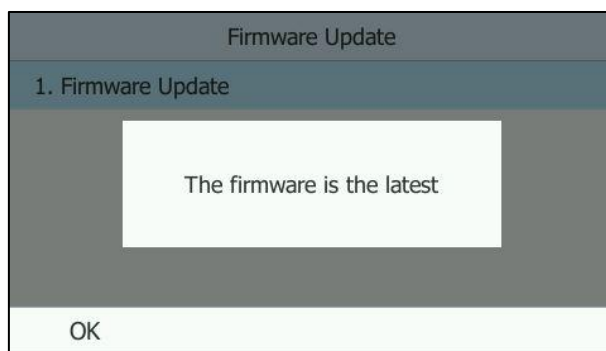 Firmware Update
1. Firmware Update
The firmware is the latest
OK